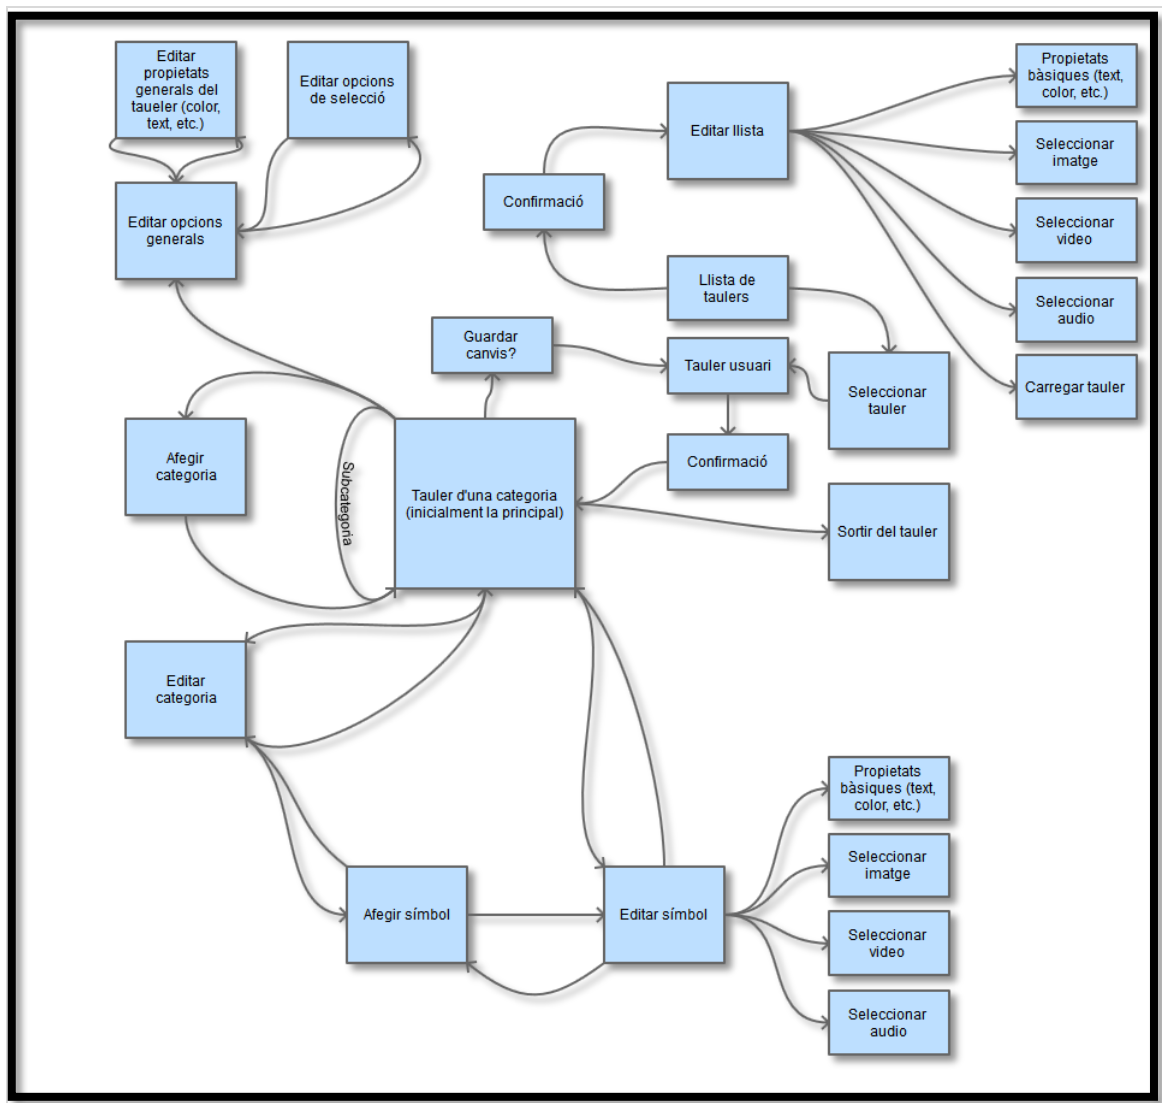 Editar
propietats
generals del
taueler (color,
text, etc.)
Editar opcions
de selecció
Editar llista
Propietats
bàsiques (text,
color, etc.)
Seleccionar
imatge
Confirmació
Editar opcions
generals
Seleccionar
video
Llista de
taulers
Seleccionar
audio
Guardar
canvis?
Tauler usuari
Seleccionar
tauler
Carregar tauler
Afegir
categoria
Subcategoria
Confirmació
Tauler d'una categoria
(inicialment la principal)
Sortir del tauler
Editar
categoria
Propietats
bàsiques (text,
color, etc.)
Seleccionar
imatge
Afegir símbol
Editar símbol
Seleccionar
video
Seleccionar
audio